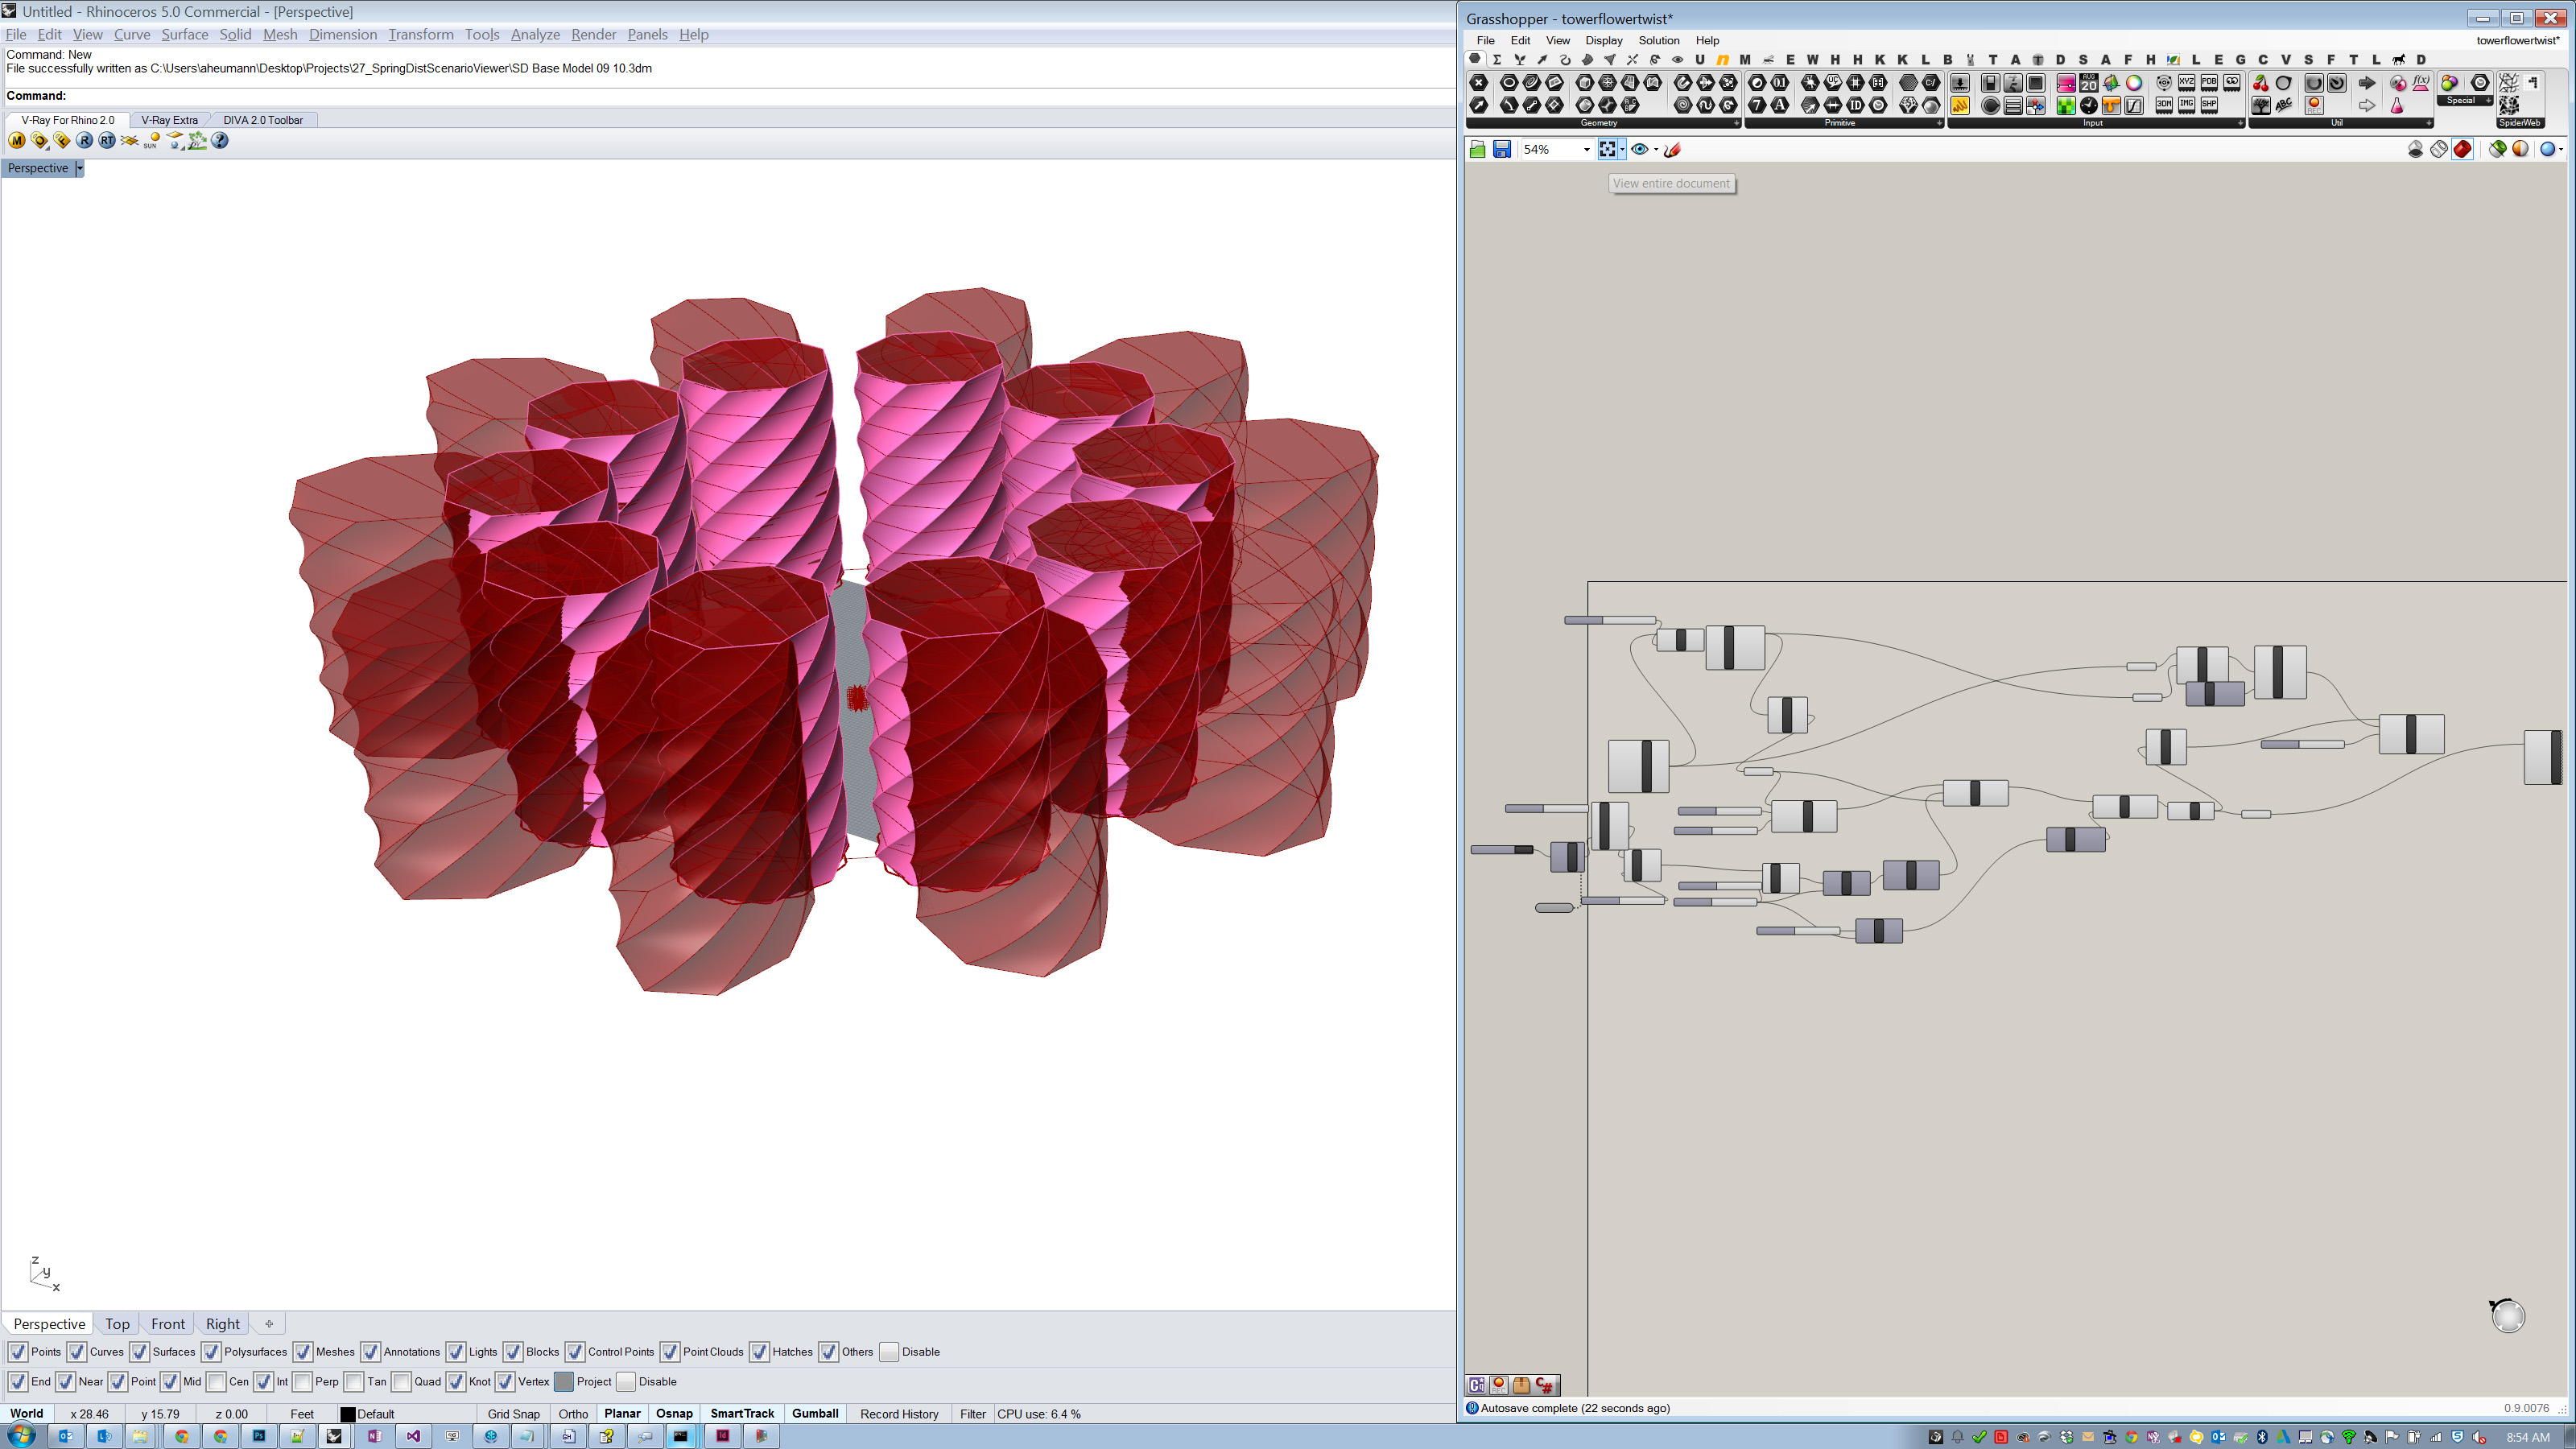 Untitled - Rhinoceros 5.0 Commercial - [Perspective]
File Edit View Curve Surface Solid Mesh Dimension Transform Tools Analyze Render Panels Help
Command: New
File successfully written as C:\Users\aheumann\Desktop\Projects\27_SpringDistScenarioViewer\SD Base Model 09 10.3dm
Command:
V-Ray For Rhino 2.0 V-Ray Extra DIVA 2.0 Toolbar
M R RT SUN ?
Perspective
z
y
x
Perspective Top Front Right
Points Curves Surfaces Polysurfaces Meshes Annotations Lights Blocks Control Points Point Clouds Hatches Others Disable
End Near Point Mid Cen Int Perp Tan Quad Knot Vertex Project Disable
World x 28.46 y 15.79 z 0.00 Feet Default Grid Snap Ortho Planar Osnap SmartTrack Gumball Record History Filter CPU use: 6.4 %
Grasshopper - towerflowertwist*
File Edit View Display Solution Help towerflowertwist*
U n M E W H H K K L B T A D S A F H L E G C V S F T L D
Geometry Primitive Input Util Special SpiderWeb
54%
View entire document
Autosave complete (22 seconds ago) 0.9.0076
8:54 AM